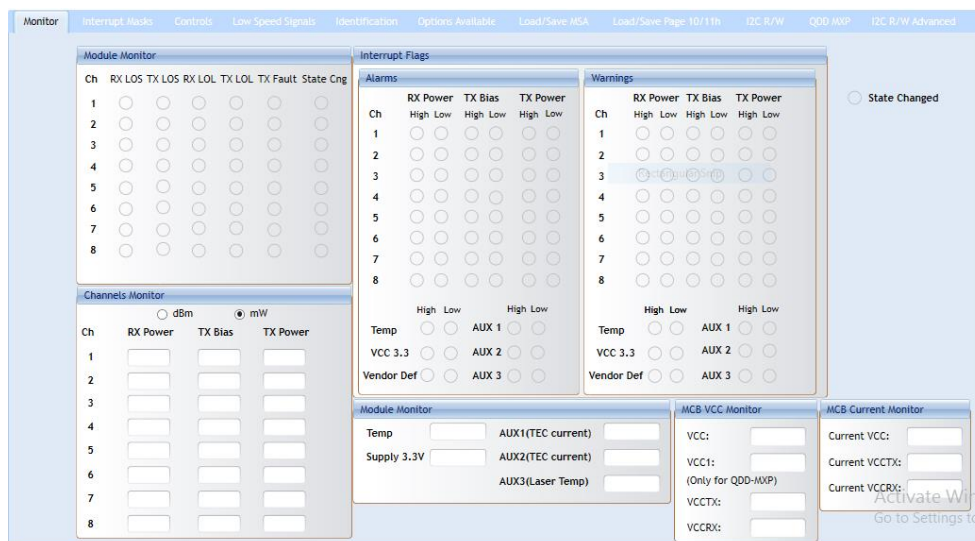 Monitor Interrupt Masks Controls Low Speed Signals Identification Options Available Load/Save MSA Load/Save Page 10/11h I2C R/W QDD MXP I2C R/W Advanced
Module Monitor
Ch RX LOS TX LOS RX LOL TX LOL TX Fault State Cng
1
2
3
4
5
6
7
8
Channels Monitor
dBm mW
Ch RX Power TX Bias TX Power
1
2
3
4
5
6
7
8
Interrupt Flags
Alarms
RX Power TX Bias TX Power
Ch High Low High Low High Low
1
2
3
4
5
6
7
8
High Low High Low
Temp AUX 1
VCC 3.3 AUX 2
Vendor Def AUX 3
Warnings
RX Power TX Bias TX Power
Ch High Low High Low High Low
1
2
3
RectangularSnip
4
5
6
7
8
High Low High Low
Temp AUX 1
VCC 3.3 AUX 2
Vendor Def AUX 3
State Changed
Module Monitor
Temp AUX1(TEC current)
Supply 3.3V AUX2(TEC current)
AUX3(Laser Temp)
MCB VCC Monitor
VCC:
VCC1:
(Only for QDD-MXP)
VCCTX:
VCCRX:
MCB Current Monitor
Current VCC:
Current VCCTX:
Current VCCRX:
Activate Wi
Go to Settings t